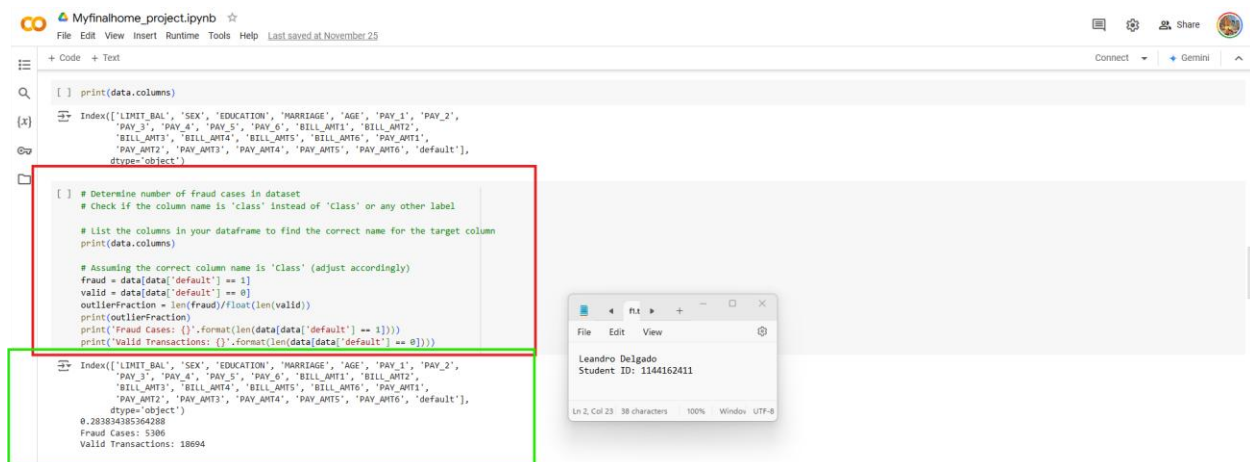 CO
Myfinalhome_project.ipynb
File Edit View Insert Runtime Tools Help Last saved at November 25
Share
+ Code + Text
Connect
Gemini
{x}
[ ] print(data.columns)
Index(['LIMIT_BAL', 'SEX', 'EDUCATION', 'MARRIAGE', 'AGE', 'PAY_1', 'PAY_2',
'PAY_3', 'PAY_4', 'PAY_5', 'PAY_6', 'BILL_AMT1', 'BILL_AMT2',
'BILL_AMT3', 'BILL_AMT4', 'BILL_AMT5', 'BILL_AMT6', 'PAY_AMT1',
'PAY_AMT2', 'PAY_AMT3', 'PAY_AMT4', 'PAY_AMT5', 'PAY_AMT6', 'default'],
dtype='object')
[ ] # Determine number of fraud cases in dataset
# Check if the column name is 'class' instead of 'Class' or any other label
# List the columns in your dataframe to find the correct name for the target column
print(data.columns)
# Assuming the correct column name is 'Class' (adjust accordingly)
fraud = data[data['default'] == 1]
valid = data[data['default'] == 0]
outlierFraction = len(fraud)/float(len(valid))
print(outlierFraction)
print('Fraud Cases: {}'.format(len(data[data['default'] == 1])))
print('Valid Transactions: {}'.format(len(data[data['default'] == 0])))
Index(['LIMIT_BAL', 'SEX', 'EDUCATION', 'MARRIAGE', 'AGE', 'PAY_1', 'PAY_2',
'PAY_3', 'PAY_4', 'PAY_5', 'PAY_6', 'BILL_AMT1', 'BILL_AMT2',
'BILL_AMT3', 'BILL_AMT4', 'BILL_AMT5', 'BILL_AMT6', 'PAY_AMT1',
'PAY_AMT2', 'PAY_AMT3', 'PAY_AMT4', 'PAY_AMT5', 'PAY_AMT6', 'default'],
dtype='object')
0.283834385364288
Fraud Cases: 5306
Valid Transactions: 18694
File Edit View
Leandro Delgado
Student ID: 1144162411
Ln 2, Col 23 38 characters 100% Window UTF-8